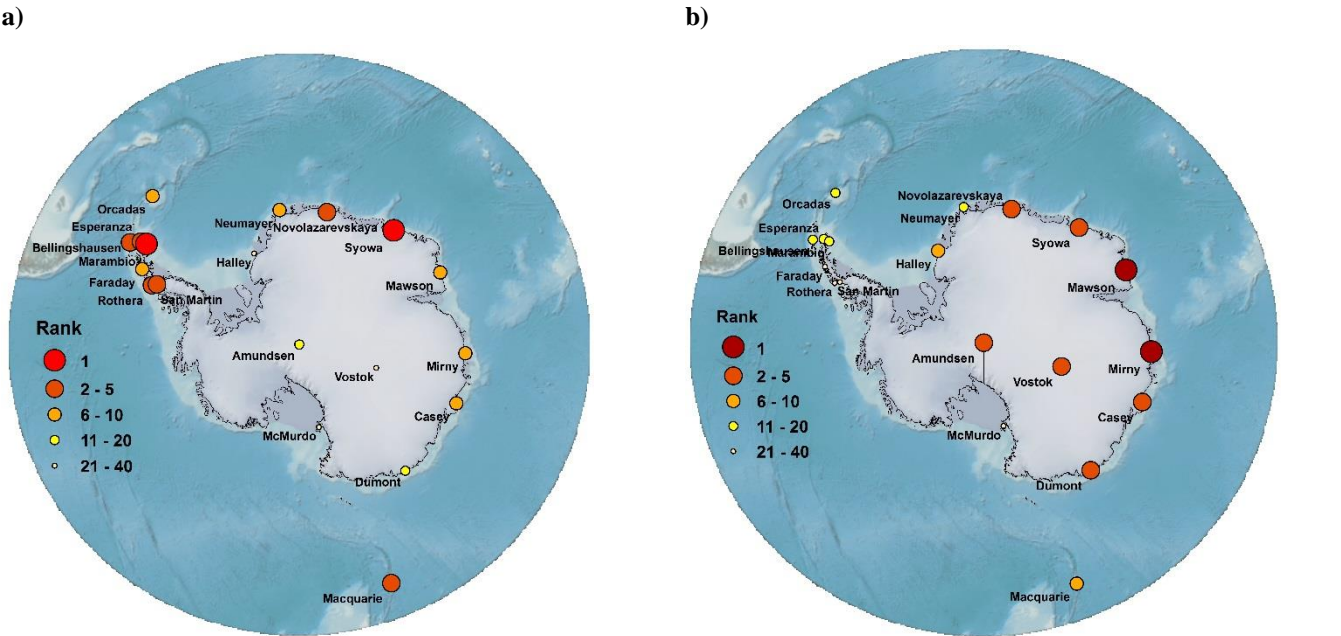 a)
Orcadas
Esperanza
Bellingshausen
Marambio
Faraday
Rothera
San Martin
Neumayer
Novolazarevskaya
Syowa
Halley
Mawson
Amundsen
Vostok
Mirny
Casey
McMurdo
Dumont
Macquarie
Rank
1
2 - 5
6 - 10
11 - 20
21 - 40
b)
Orcadas
Esperanza
Bellingshausen
Marambio
Faraday
Rothera
San Martin
Novolazarevskaya
Neumayer
Syowa
Halley
Mawson
Amundsen
Vostok
Mirny
Casey
McMurdo
Dumont
Macquarie
Rank
1
2 - 5
6 - 10
11 - 20
21 - 40